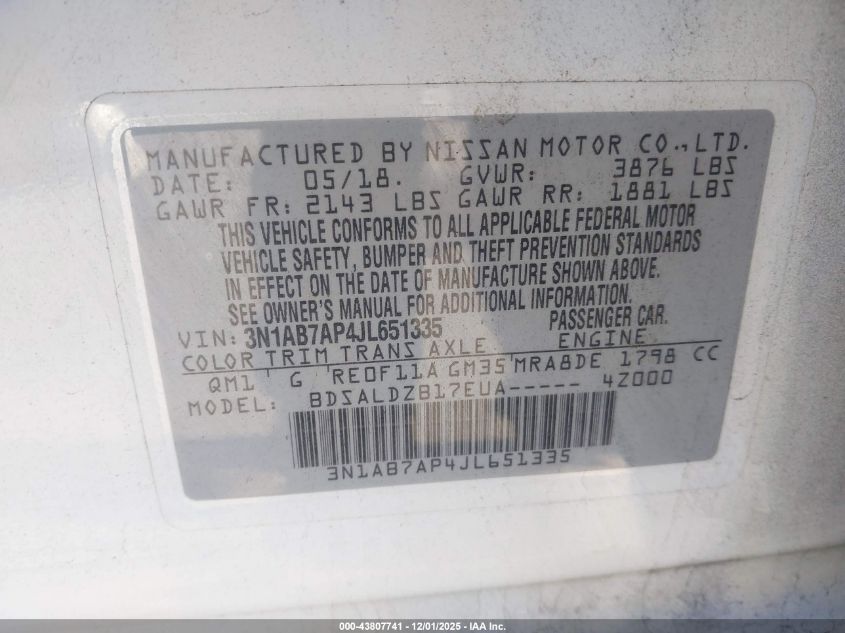 MANUFACTURED BY NISSAN MOTOR CO., LTD.
DATE: 05/18. GVWR: 3876 LBS
GAWR FR: 2143 LBS GAWR RR: 1881 LBS
THIS VEHICLE CONFORMS TO ALL APPLICABLE FEDERAL MOTOR
VEHICLE SAFETY, BUMPER AND THEFT PREVENTION STANDARDS
IN EFFECT ON THE DATE OF MANUFACTURE SHOWN ABOVE.
SEE OWNER'S MANUAL FOR ADDITIONAL INFORMATION.
VIN: 3N1AB7AP4JL651335 PASSENGER CAR.
COLOR TRIM TRANS AXLE ENGINE
QM1 G RE0F11A GM35 MRA8DE 1798 CC
MODEL: BDSALDZB17EUA----- 4Z000
3N1AB7AP4JL651335
000-43807741 - 12/01/2025 - IAA Inc.